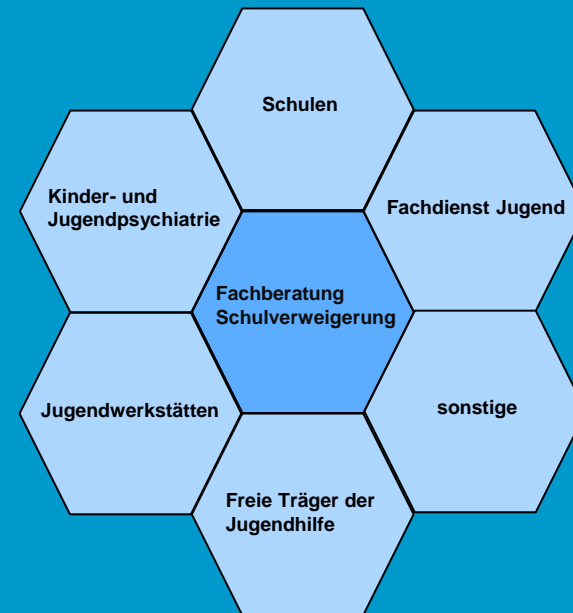 Schulen
Kinder- und
Jugendpsychiatrie
Fachdienst Jugend
Fachberatung
Schulverweigerung
Jugendwerkstätten
sonstige
Freie Träger der
Jugendhilfe